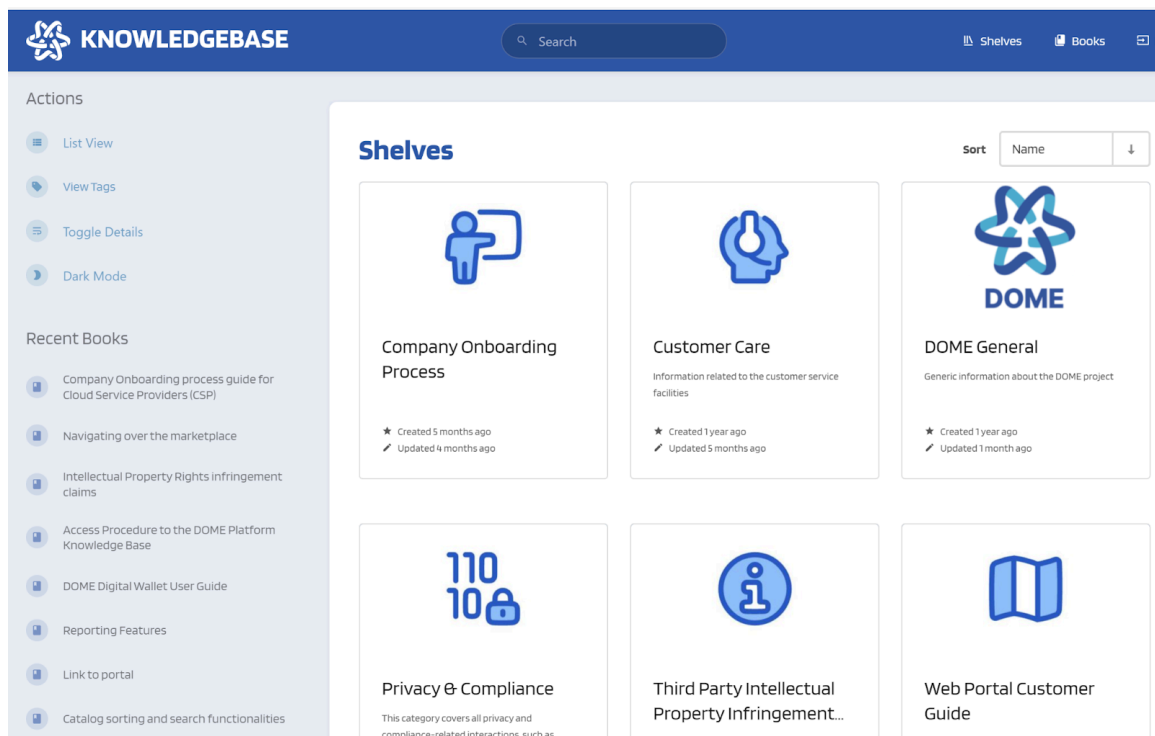 KNOWLEDGEBASE
Search
Shelves
Books
Actions
List View
View Tags
Toggle Details
Dark Mode
Recent Books
Company Onboarding process guide for
Cloud Service Providers (CSP)
Navigating over the marketplace
Intellectual Property Rights infringement
claims
Access Procedure to the DOME Platform
Knowledge Base
DOME Digital Wallet User Guide
Reporting Features
Link to portal
Catalog sorting and search functionalities
Shelves
Sort
Name
Company Onboarding
Process
Created 5 months ago
Updated 4 months ago
Customer Care
Information related to the customer service
facilities
Created 1 year ago
Updated 5 months ago
DOME
DOME General
Generic information about the DOME project
Created 1 year ago
Updated 1 month ago
110
10
Privacy & Compliance
This category covers all privacy and
compliance-related interactions, such as
Third Party Intellectual
Property Infringement...
Web Portal Customer
Guide